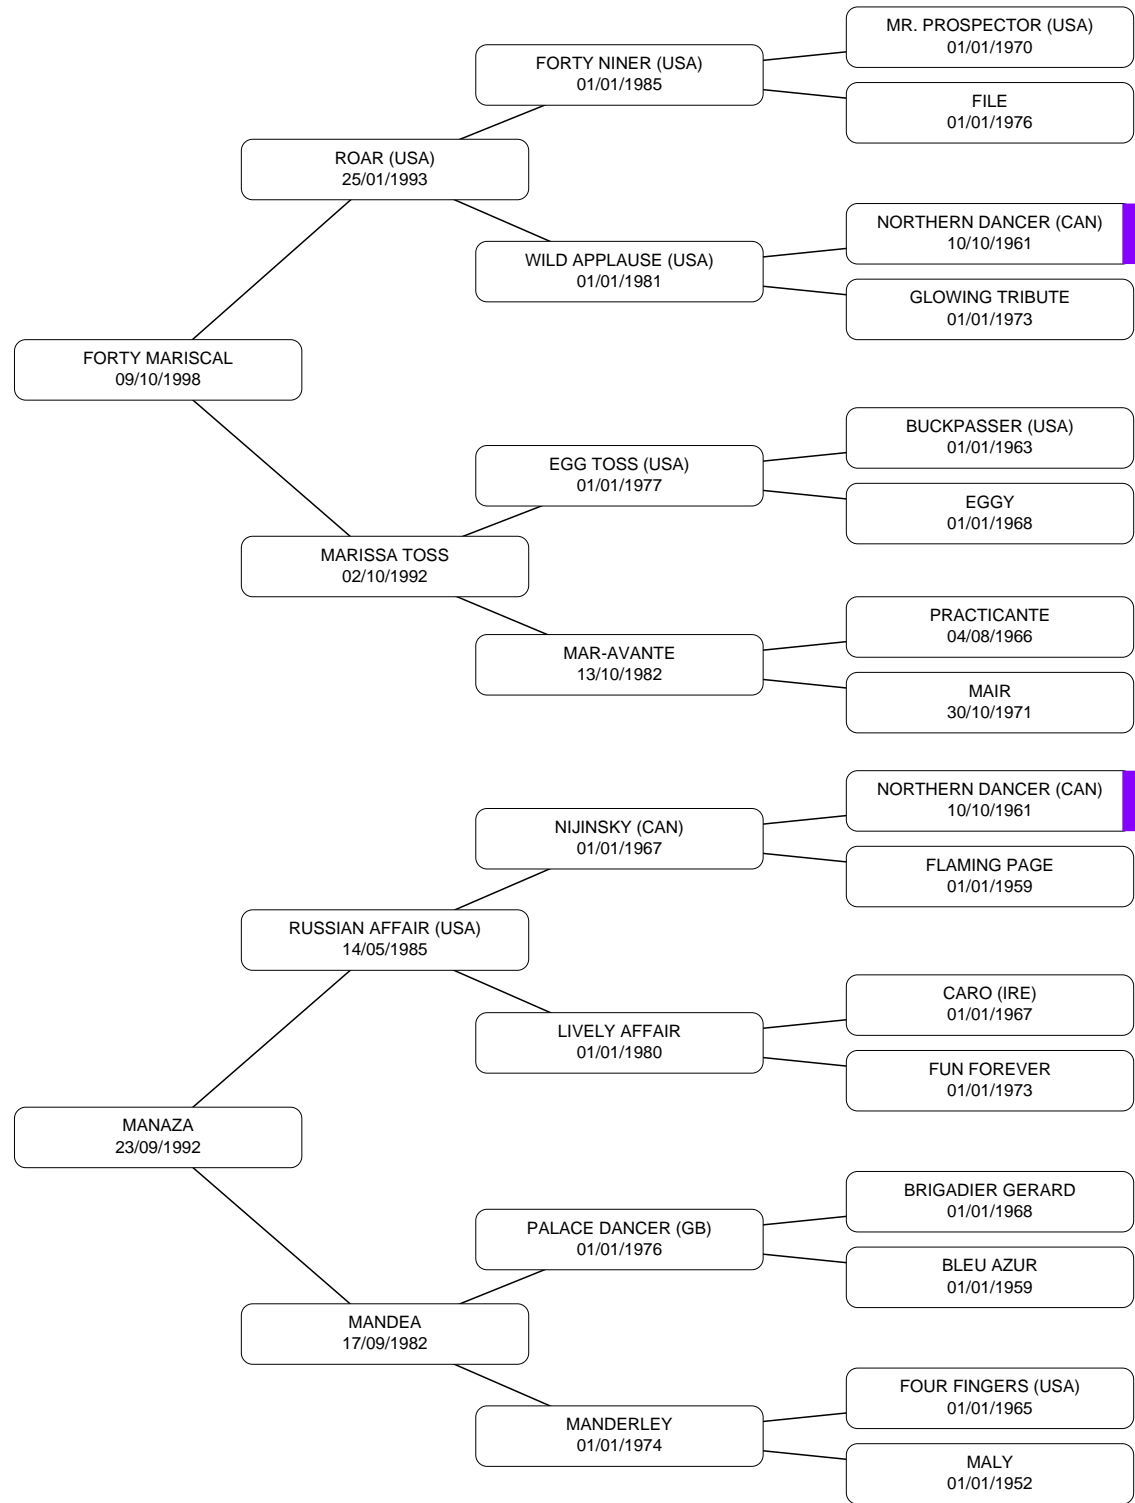 MR. PROSPECTOR (USA)
01/01/1970
FORTY NINER (USA)
01/01/1985
FILE
01/01/1976
ROAR (USA)
25/01/1993
NORTHERN DANCER (CAN)
10/10/1961
WILD APPLAUSE (USA)
01/01/1981
GLOWING TRIBUTE
01/01/1973
FORTY MARISCAL
09/10/1998
BUCKPASSER (USA)
01/01/1963
EGG TOSS (USA)
01/01/1977
EGGY
01/01/1968
MARISSA TOSS
02/10/1992
PRACTICANTE
04/08/1966
MAR-AVANTE
13/10/1982
MAIR
30/10/1971
NORTHERN DANCER (CAN)
10/10/1961
NIJINSKY (CAN)
01/01/1967
FLAMING PAGE
01/01/1959
RUSSIAN AFFAIR (USA)
14/05/1985
CARO (IRE)
01/01/1967
LIVELY AFFAIR
01/01/1980
FUN FOREVER
01/01/1973
MANAZA
23/09/1992
BRIGADIER GERARD
01/01/1968
PALACE DANCER (GB)
01/01/1976
BLEU AZUR
01/01/1959
MANDEA
17/09/1982
FOUR FINGERS (USA)
01/01/1965
MANDERLEY
01/01/1974
MALY
01/01/1952